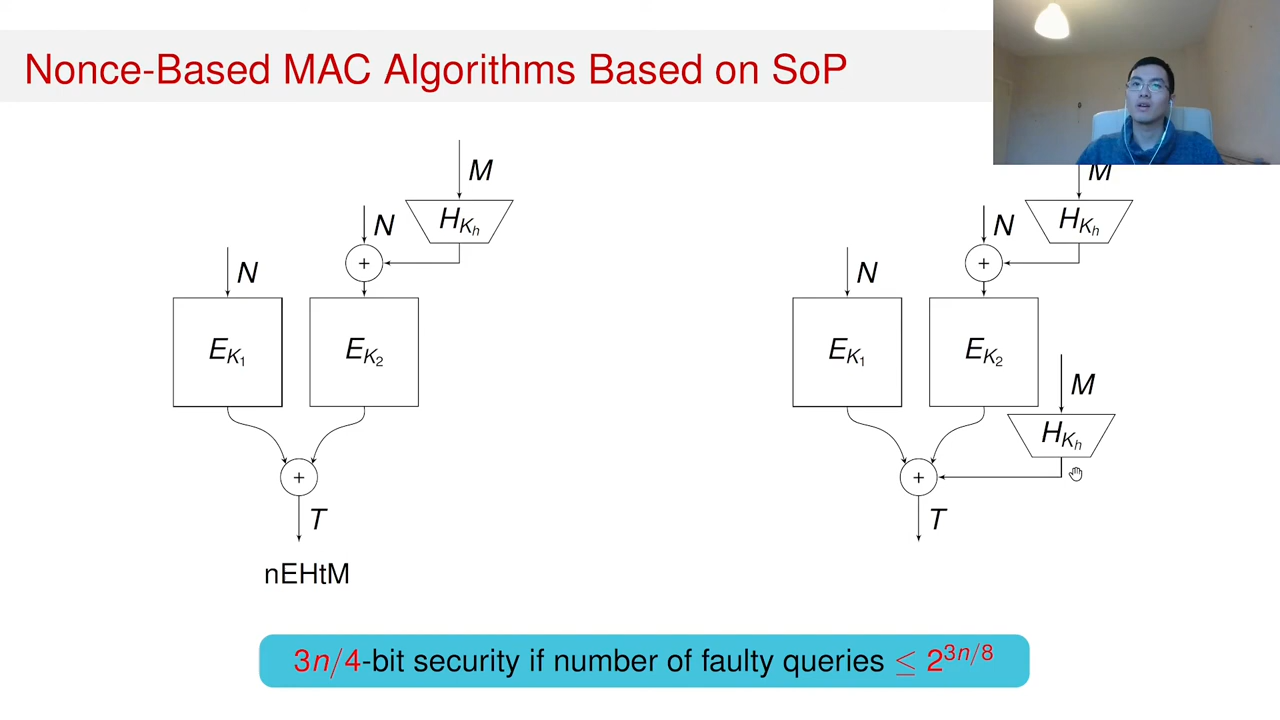 Nonce-Based MAC Algorithms Based on SoP
M
H_{K_h}
N
+
N
E_{K_1}
E_{K_2}
+
T
nEHtM
M
H_{K_h}
N
+
N
E_{K_1}
E_{K_2}
M
H_{K_h}
+
T
3n/4-bit security if number of faulty queries ≤ 2^{3n/8}